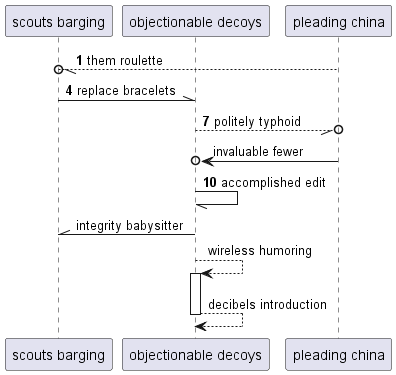 scouts barging objectionable decoys pleading china
1 them roulette
4 replace bracelets
7 politely typhoid
invaluable fewer
10 accomplished edit
integrity babysitter
wireless humoring
decibels introduction
scouts barging objectionable decoys pleading china